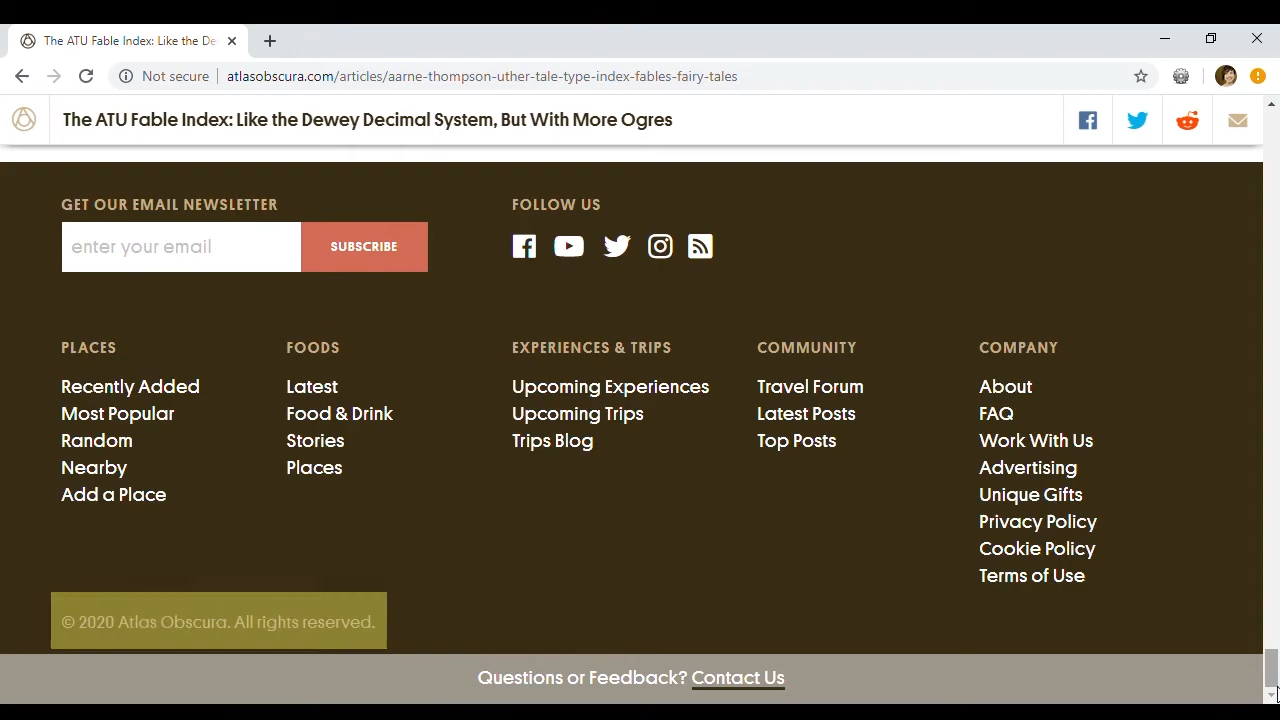 The ATU Fable Index: Like the De
Not secure
atlasobscura.com/articles/aarne-thompson-uther-tale-type-index-fables-fairy-tales
The ATU Fable Index: Like the Dewey Decimal System, But With More Ogres
GET OUR EMAIL NEWSLETTER
enter your email
SUBSCRIBE
FOLLOW US
PLACES
Recently Added
Most Popular
Random
Nearby
Add a Place
FOODS
Latest
Food & Drink
Stories
Places
EXPERIENCES & TRIPS
Upcoming Experiences
Upcoming Trips
Trips Blog
COMMUNITY
Travel Forum
Latest Posts
Top Posts
COMPANY
About
FAQ
Work With Us
Advertising
Unique Gifts
Privacy Policy
Cookie Policy
Terms of Use
© 2020 Atlas Obscura. All rights reserved.
Questions or Feedback? Contact Us